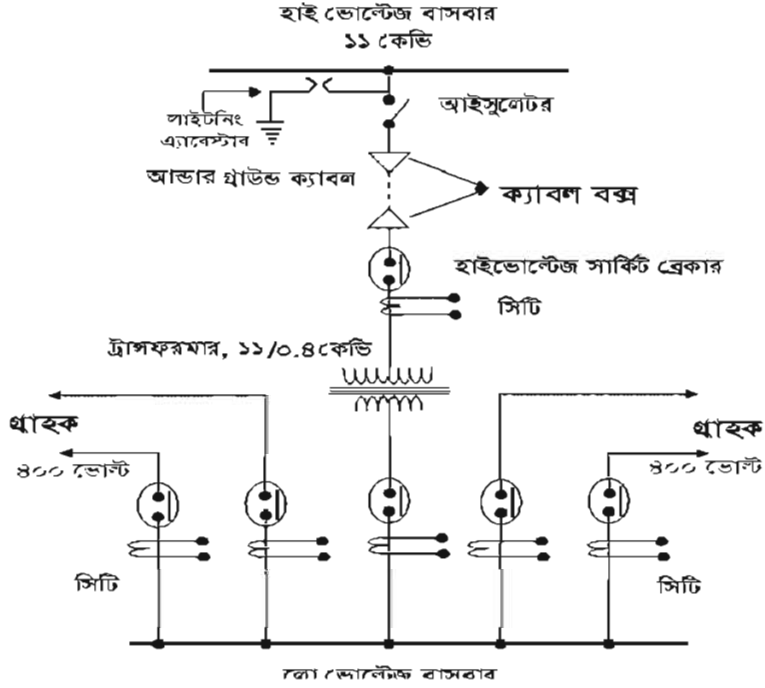 হাই ভোল্টেজ বাসবার
১১ কেভি
আইসুলেটর
লাইটনিং
এ্যারেস্টার
আন্ডার গ্রাউন্ড ক্যাবল
ক্যাবল বক্স
হাইভোল্টেজ সার্কিট ব্রেকার
সিটি
ট্রান্সফরমার, ১১/০.৪কেভি
গ্রাহক
গ্রাহক
৪০০ ভোল্ট
৪০০ ভোল্ট
সিটি
সিটি
লো ভোল্টেজ বাসবার